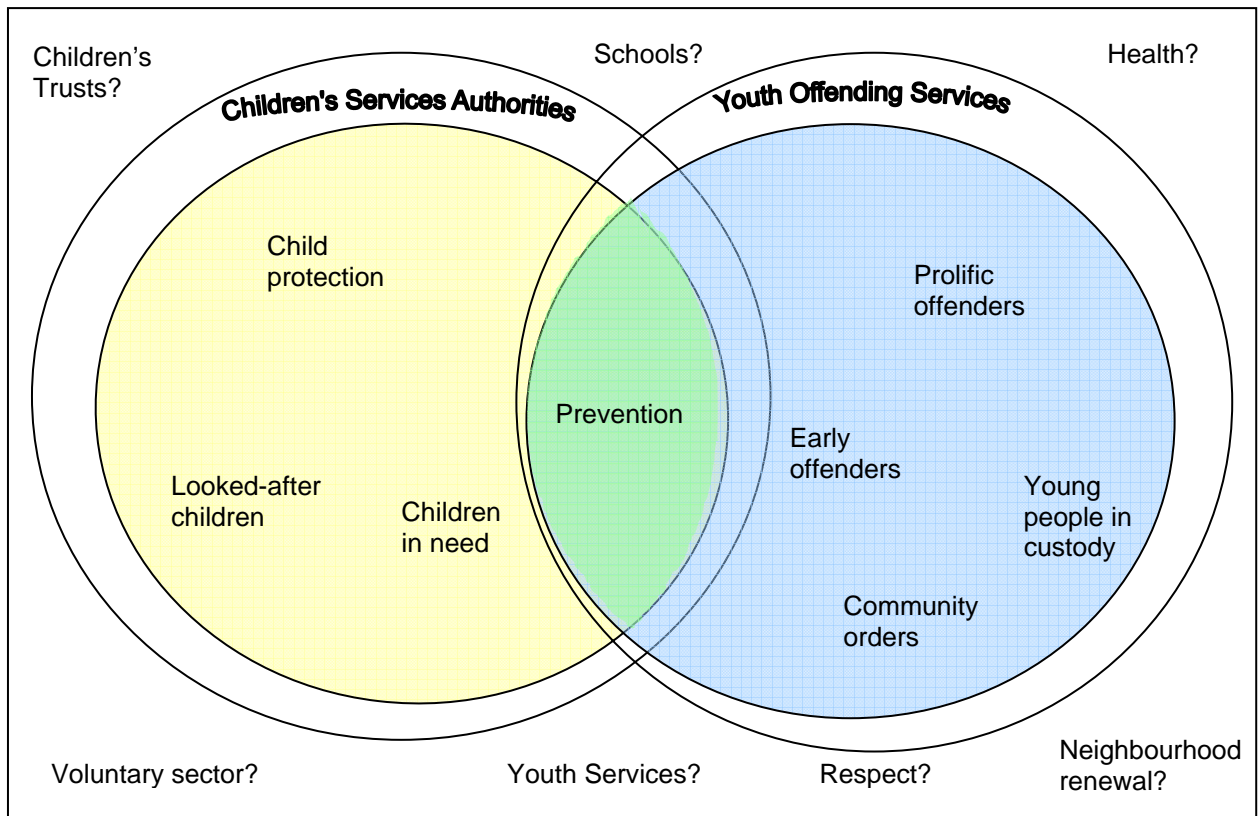 Children's
Trusts?
Schools?
Health?
Children's Services Authorities
Youth Offending Services
Child
protection
Prolific
offenders
Prevention
Early
offenders
Looked-after
children
Children
in need
Young
people in
custody
Community
orders
Voluntary sector?
Youth Services?
Respect?
Neighbourhood
renewal?